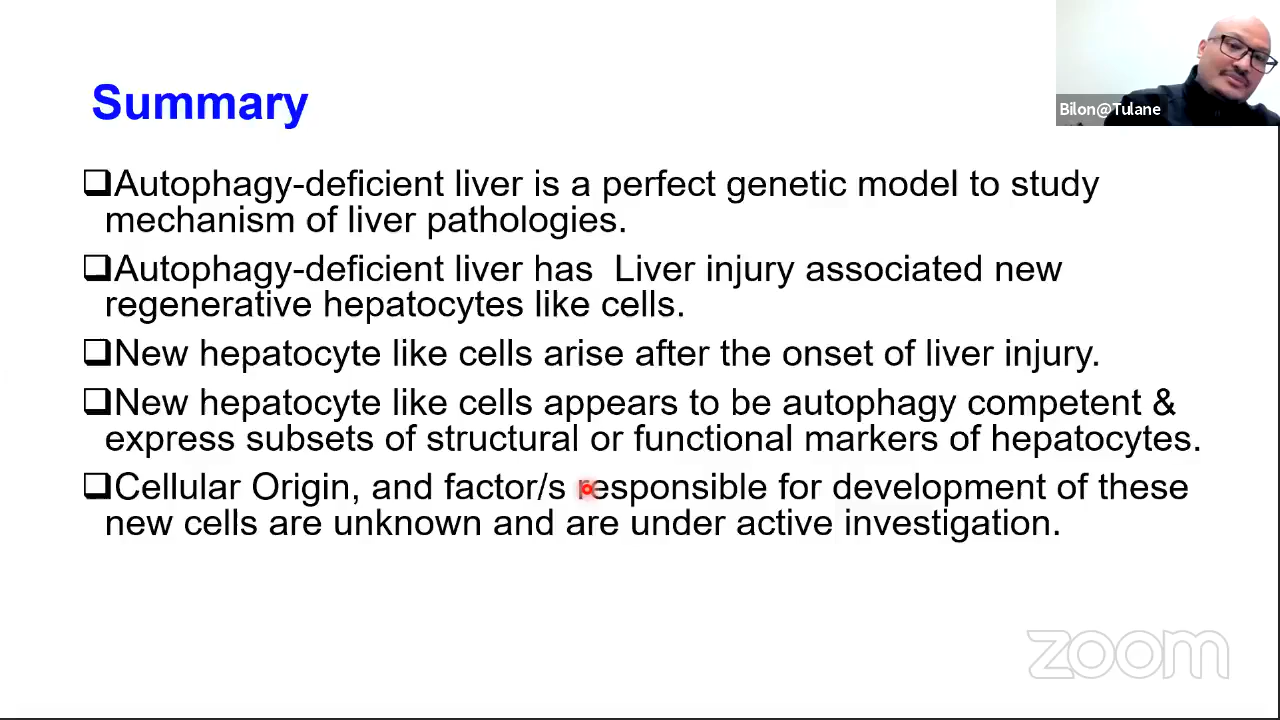 Summary
Bilon@Tulane
❑Autophagy-deficient liver is a perfect genetic model to study
mechanism of liver pathologies.
❑Autophagy-deficient liver has  Liver injury associated new
regenerative hepatocytes like cells.
❑New hepatocyte like cells arise after the onset of liver injury.
❑New hepatocyte like cells appears to be autophagy competent &
express subsets of structural or functional markers of hepatocytes.
❑Cellular Origin, and factor/s responsible for development of these
new cells are unknown and are under active investigation.
zoom